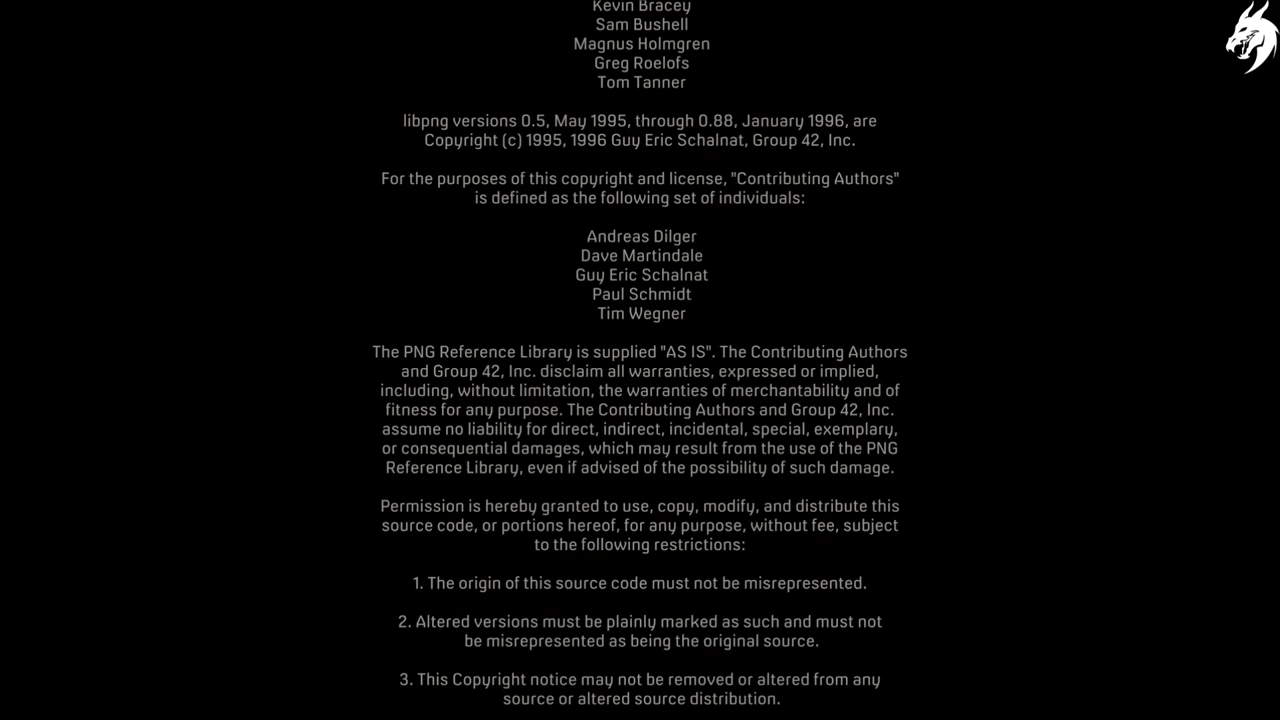 Kevin Bracey
Sam Bushell
Magnus Holmgren
Greg Roelofs
Tom Tanner
libpng versions 0.5, May 1995, through 0.88, January 1996, are
Copyright (c) 1995, 1996 Guy Eric Schalnat, Group 42, Inc.
For the purposes of this copyright and license, "Contributing Authors"
is defined as the following set of individuals:
Andreas Dilger
Dave Martindale
Guy Eric Schalnat
Paul Schmidt
Tim Wegner
The PNG Reference Library is supplied "AS IS". The Contributing Authors
and Group 42, Inc. disclaim all warranties, expressed or implied,
including, without limitation, the warranties of merchantability and of
fitness for any purpose. The Contributing Authors and Group 42, Inc.
assume no liability for direct, indirect, incidental, special, exemplary,
or consequential damages, which may result from the use of the PNG
Reference Library, even if advised of the possibility of such damage.
Permission is hereby granted to use, copy, modify, and distribute this
source code, or portions hereof, for any purpose, without fee, subject
to the following restrictions:
1. The origin of this source code must not be misrepresented.
2. Altered versions must be plainly marked as such and must not
be misrepresented as being the original source.
3. This Copyright notice may not be removed or altered from any
source or altered source distribution.